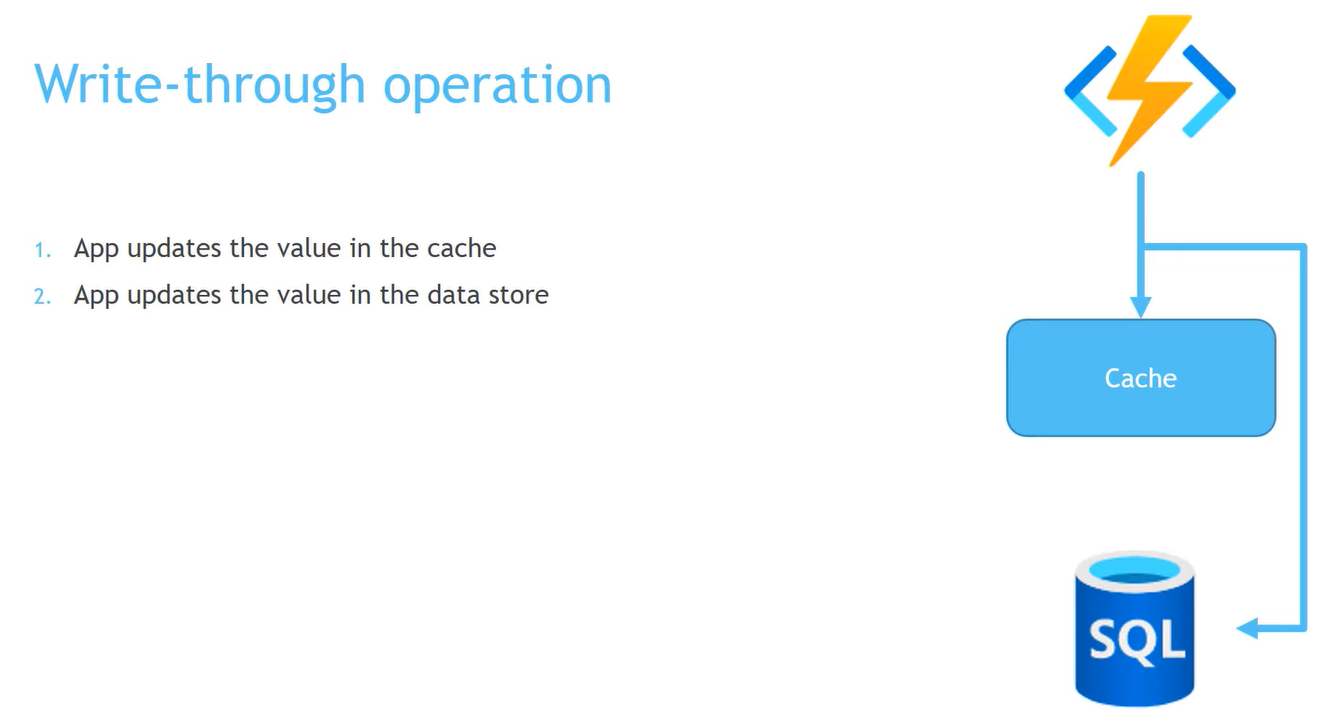 Write-through operation
1. App updates the value in the cache
2. App updates the value in the data store
Cache
SQL